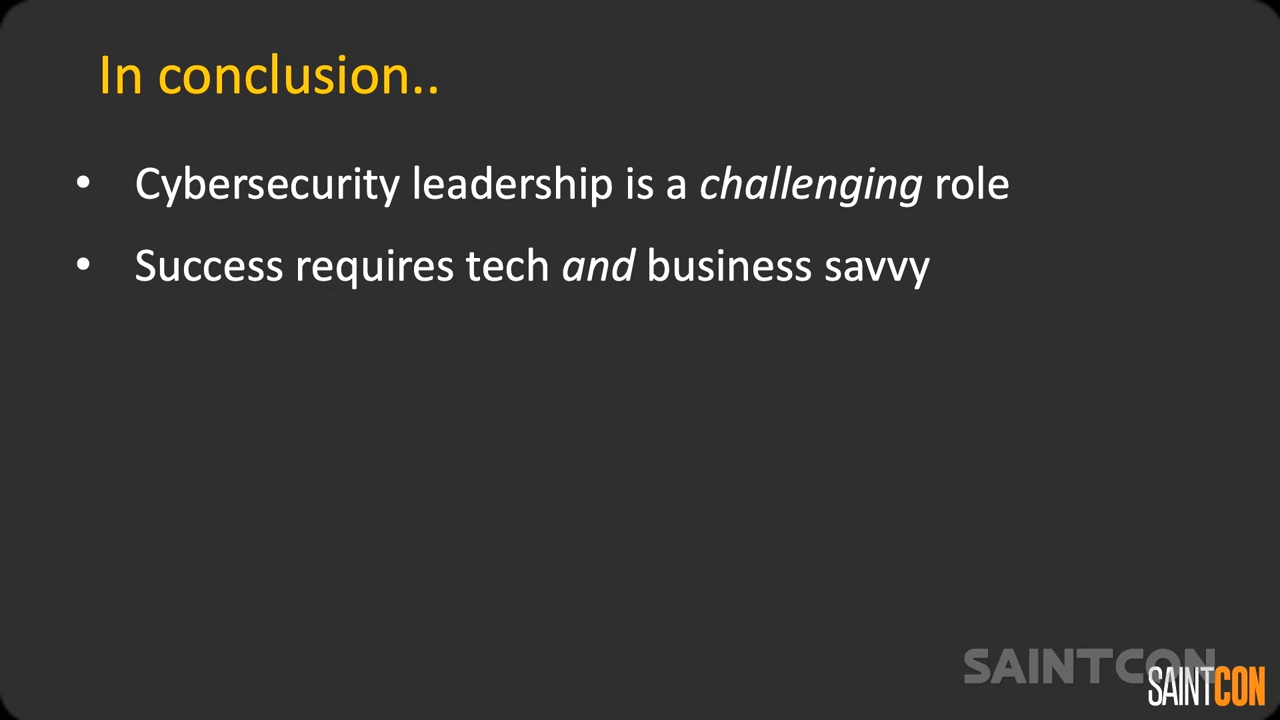 In conclusion..
• Cybersecurity leadership is a challenging role
• Success requires tech and business savvy
SAINTCON
SAINTCON